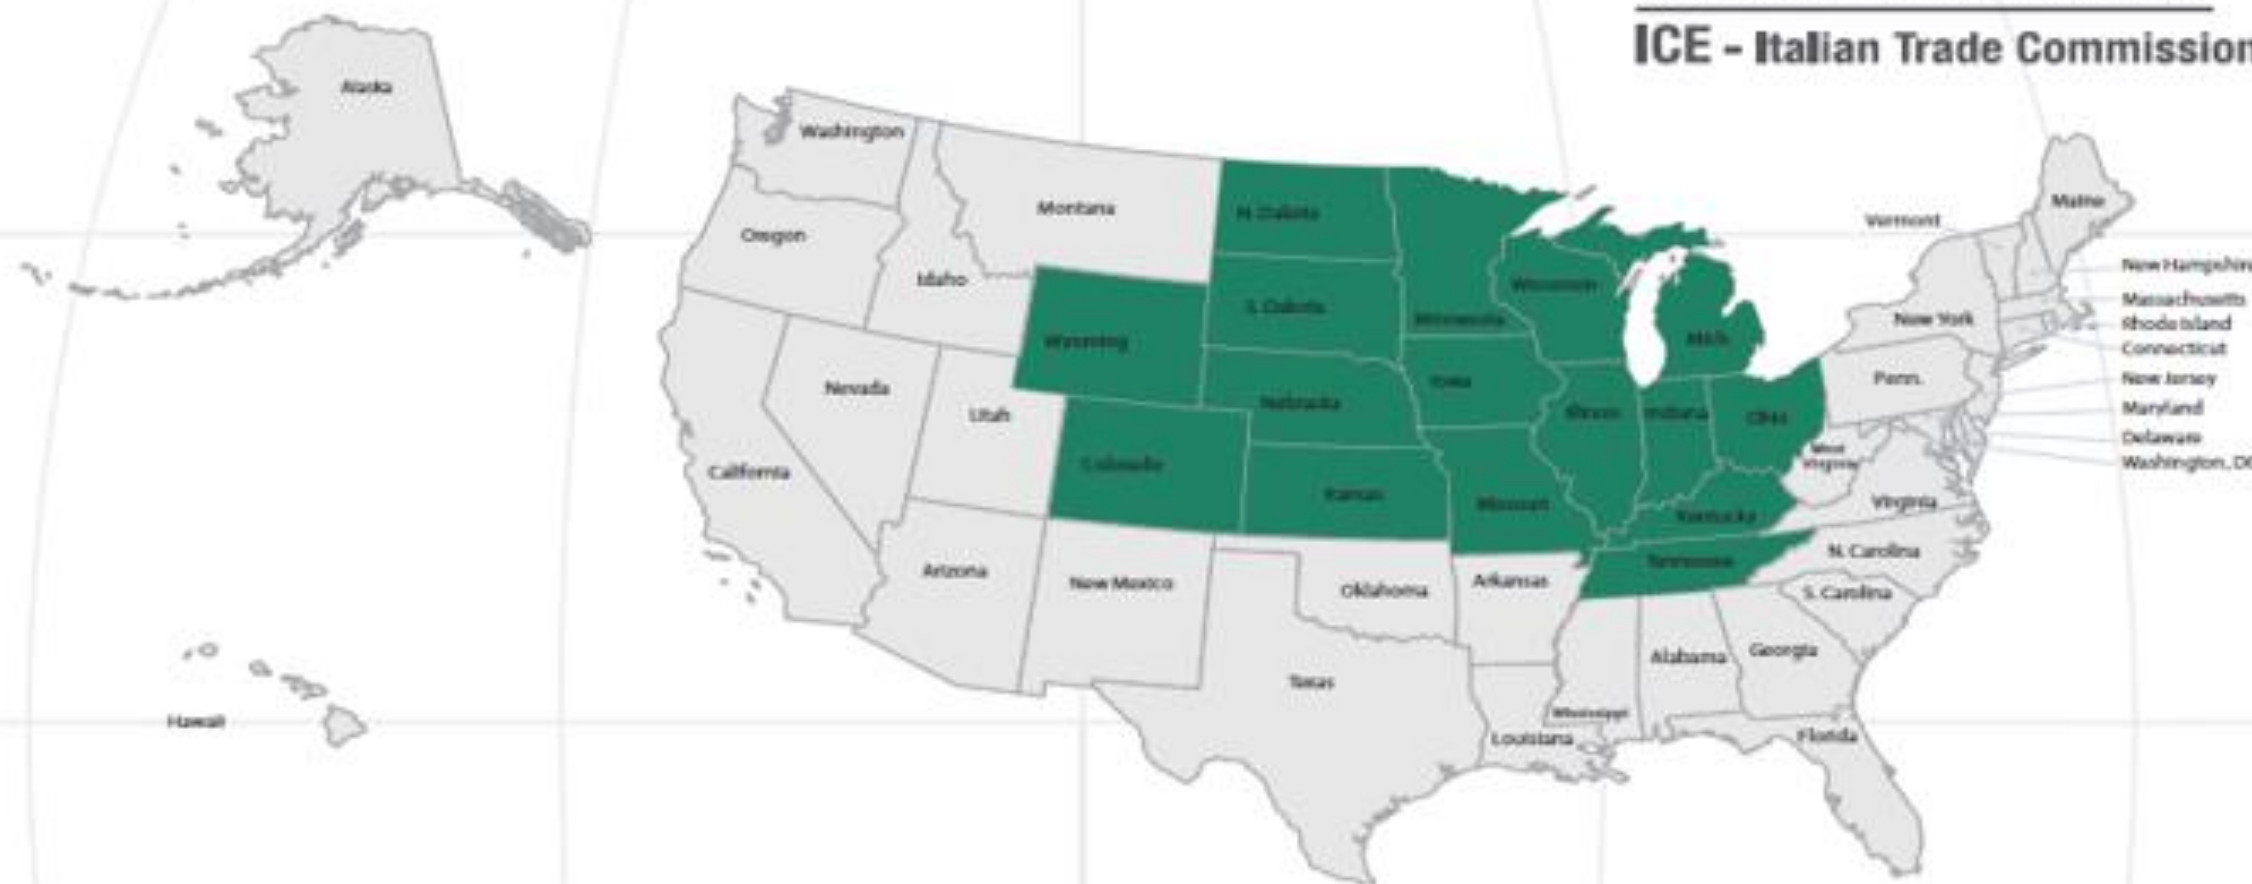 ICE - Italian Trade Commission
Alaska
Washington
Montana
N. Dakota
Maine
Vermont
Oregon
Idaho
S. Dakota
Minnesota
Wisconsin
New Hampshire
Massachusetts
New York
Rhode Island
Wyoming
Mich.
Connecticut
Nevada
Utah
Nebraska
Iowa
Illinois
Indiana
Ohio
Penn.
New Jersey
Maryland
Delaware
Washington, DC
West
Virginia
California
Colorado
Kansas
Missouri
Kentucky
Virginia
Arizona
New Mexico
Oklahoma
Arkansas
Tennessee
N. Carolina
S. Carolina
Texas
Alabama
Georgia
Mississippi
Louisiana
Florida
Hawaii